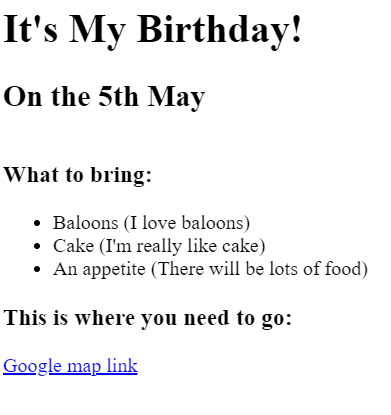 It's My Birthday!
On the 5th May
What to bring:
Baloons (I love baloons)
Cake (I'm really like cake)
An appetite (There will be lots of food)
This is where you need to go:
Google map link